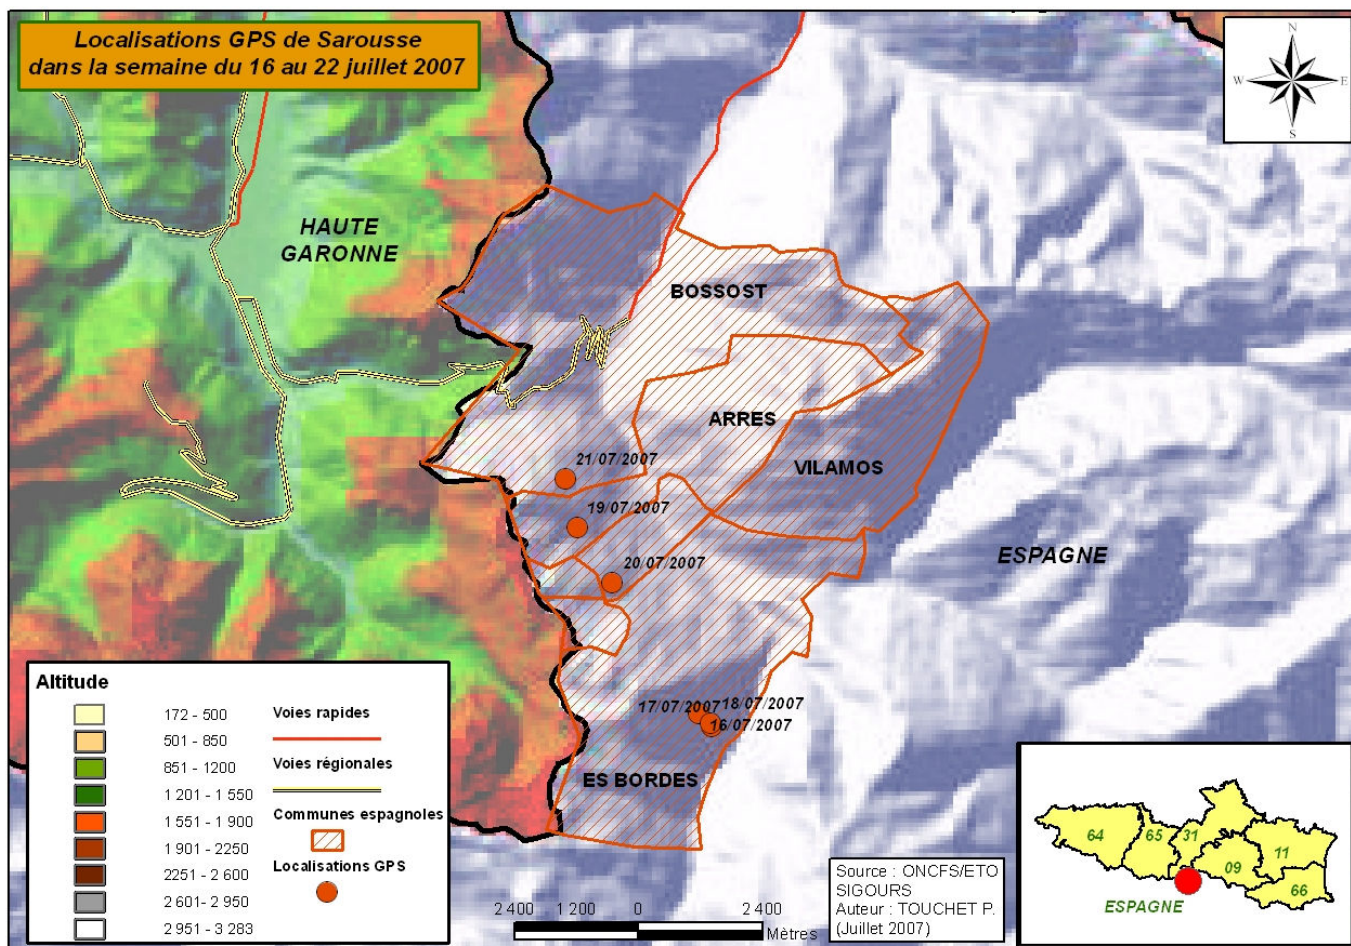 Localisations GPS de Sarousse
dans la semaine du 16 au 22 juillet 2007
N
W
E
S
HAUTE
GARONNE
BOSSOST
ARRES
VILAMOS
21/07/2007
19/07/2007
20/07/2007
ESPAGNE
17/07/2007
18/07/2007
16/07/2007
ES BORDES
Altitude
172 - 500
501 - 850
851 - 1200
1 201 - 1 550
1 551 - 1 900
1 901 - 2250
2251 - 2 600
2 601 - 2 950
2 951 - 3 283
Voies rapides
Voies régionales
Communes espagnoles
Localisations GPS
2 400 1 200 0 2 400
Mètres
Source : ONCFS/ETO
SIGOURS
Auteur : TOUCHET P.
(Juillet 2007)
64
65
31
09
11
66
ESPAGNE